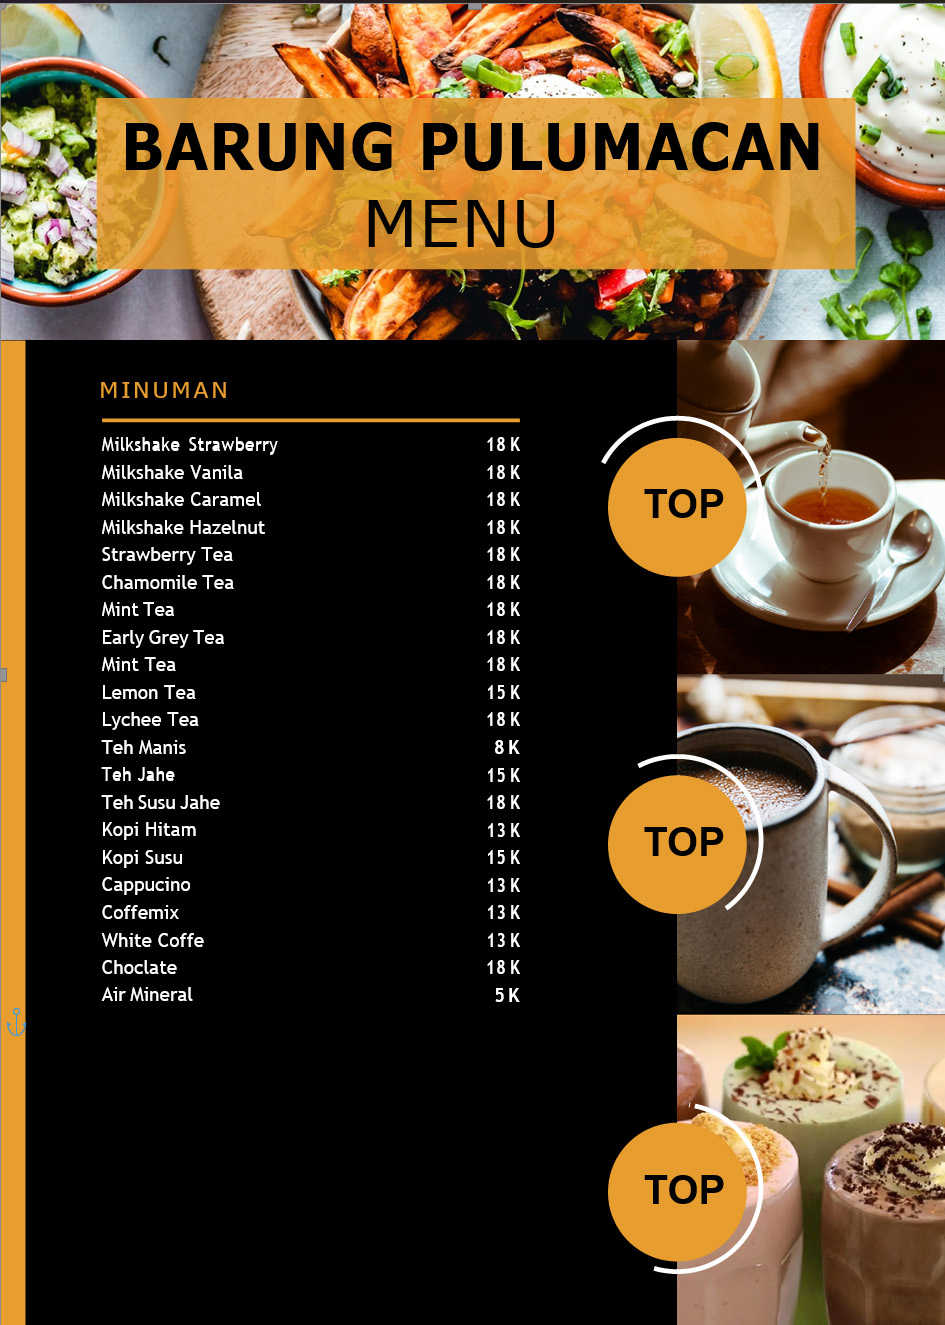 BARUNG PULUMACAN
MENU
MINUMAN
Milkshake Strawberry 18 K
Milkshake Vanila 18 K
Milkshake Caramel 18 K
Milkshake Hazelnut 18 K
Strawberry Tea 18 K
Chamomile Tea 18 K
Mint Tea 18 K
Early Grey Tea 18 K
Mint Tea 18 K
Lemon Tea 15 K
Lychee Tea 18 K
Teh Manis 8 K
Teh Jahe 15 K
Teh Susu Jahe 18 K
Kopi Hitam 13 K
Kopi Susu 15 K
Cappucino 13 K
Coffemix 13 K
White Coffe 13 K
Choclate 18 K
Air Mineral 5 K
TOP
TOP
TOP